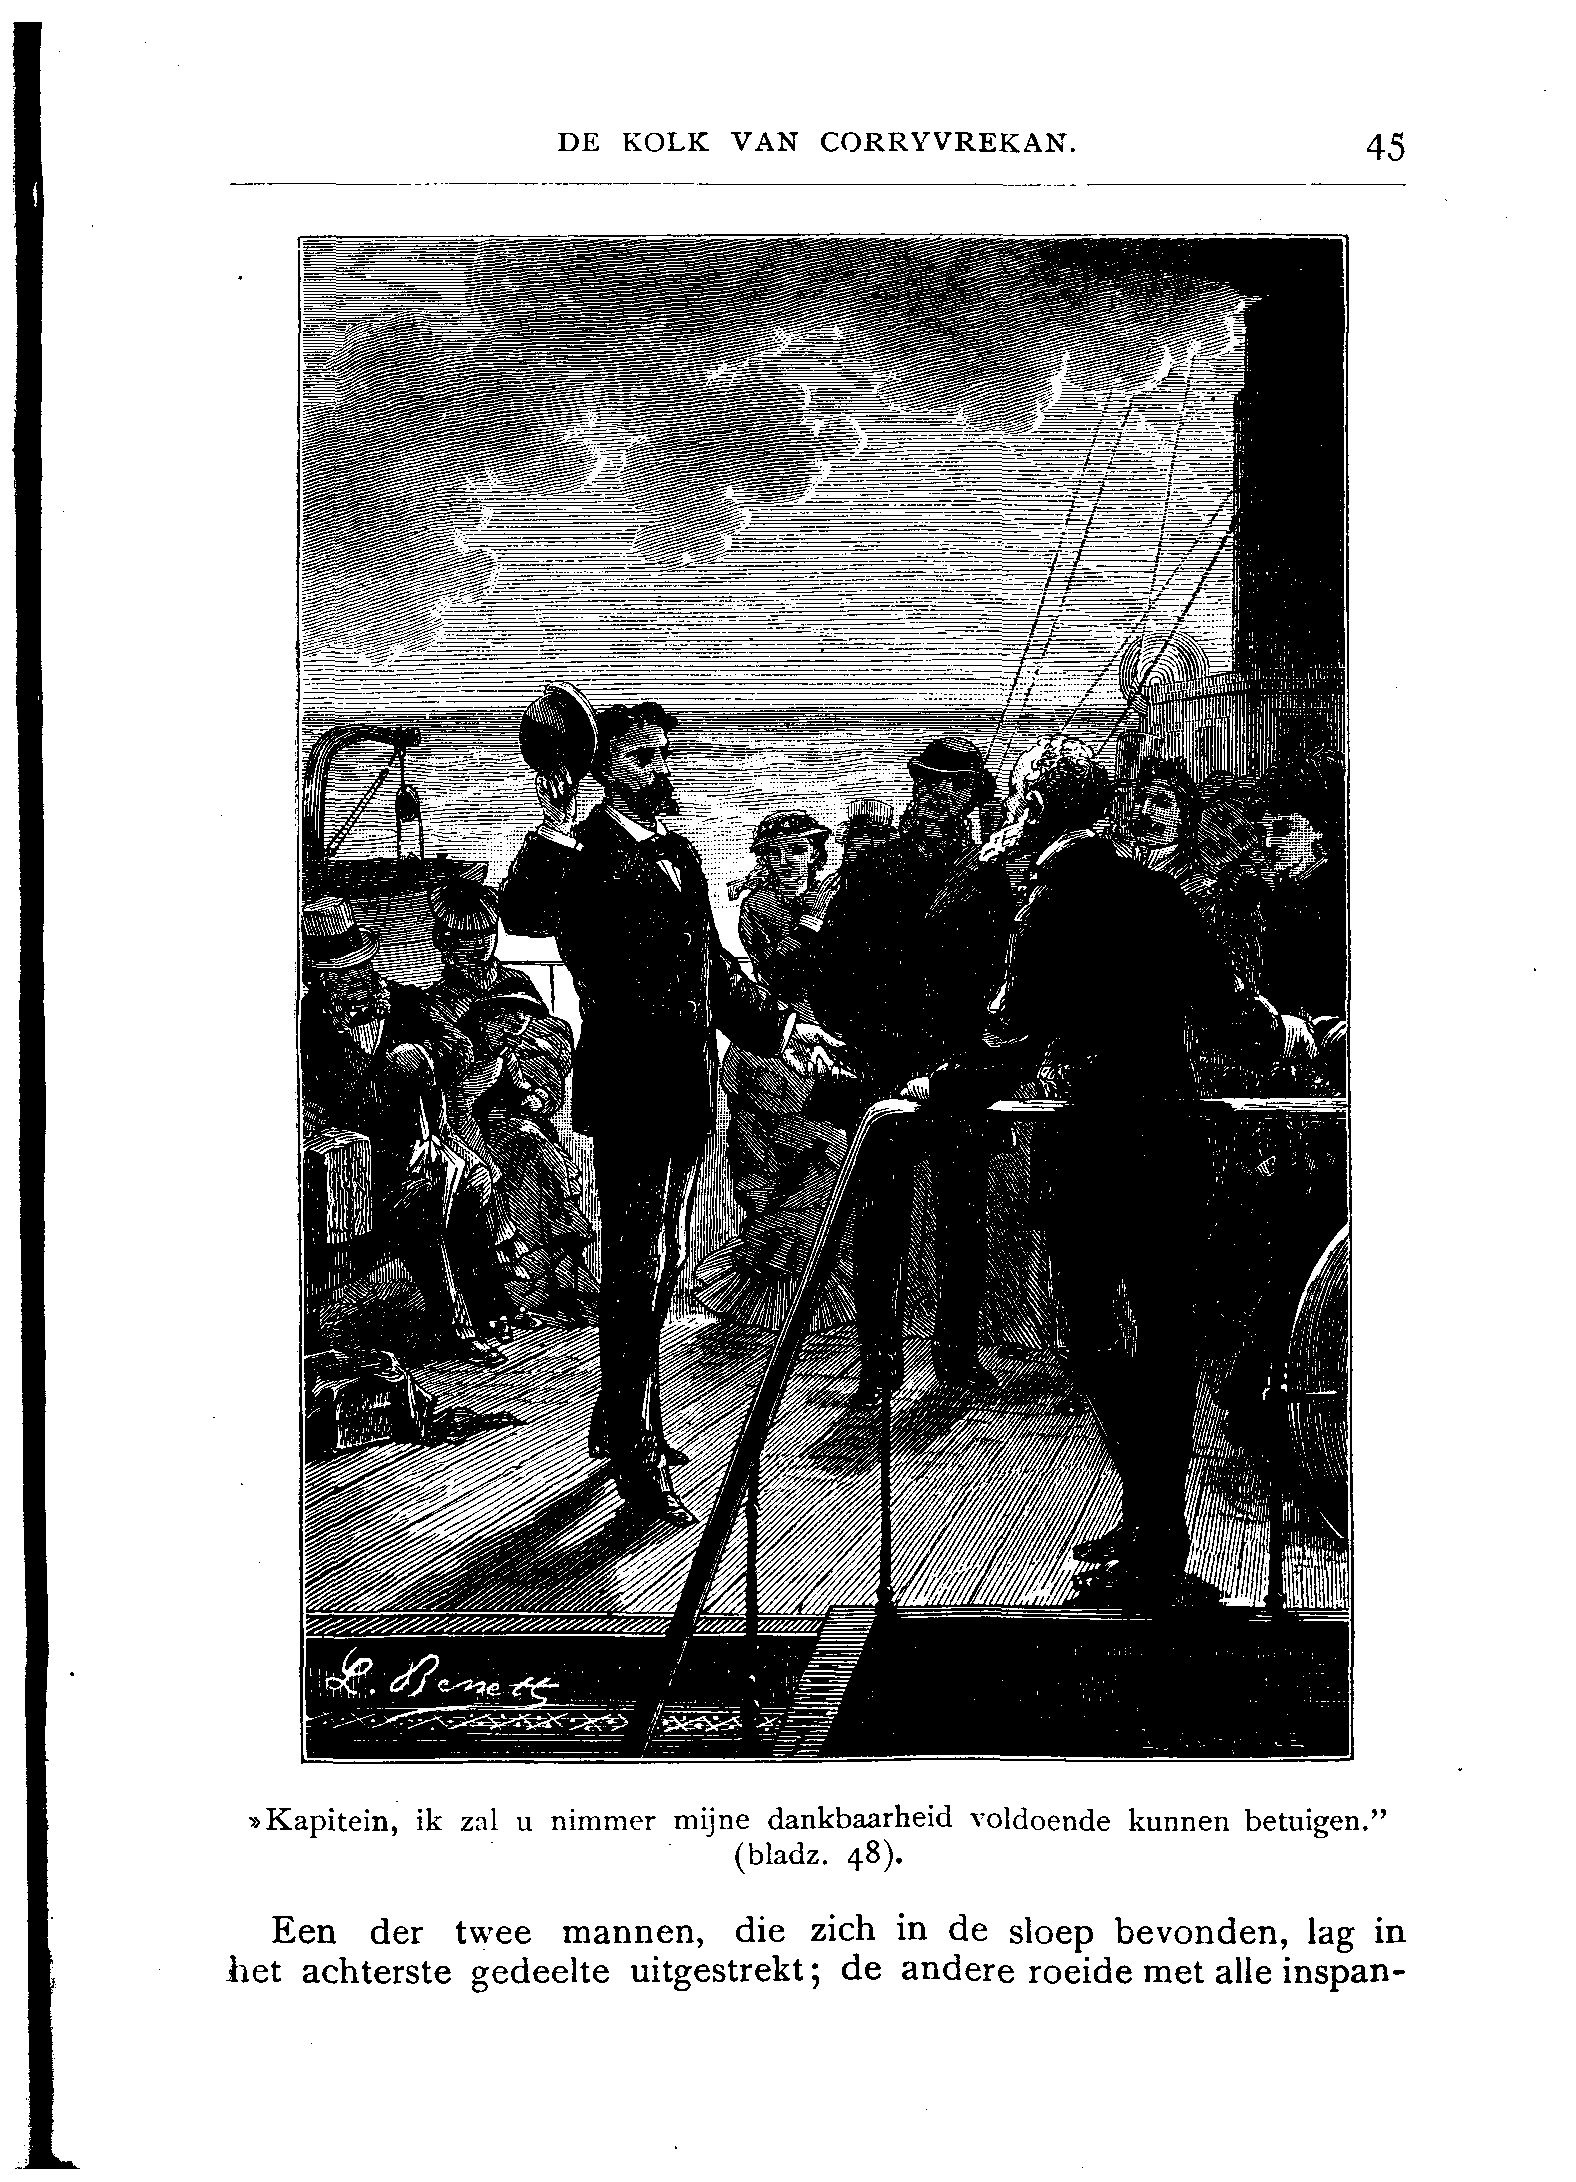 DE KOLK VAN CORRYVREKAN. 45
L. Benett
»Kapitein, ik zal u nimmer mijne dankbaarheid voldoende kunnen betuigen.”
(bladz. 48).
Een der twee mannen, die zich in de sloep bevonden, lag in
het achterste gedeelte uitgestrekt; de andere roeide met alle inspan-